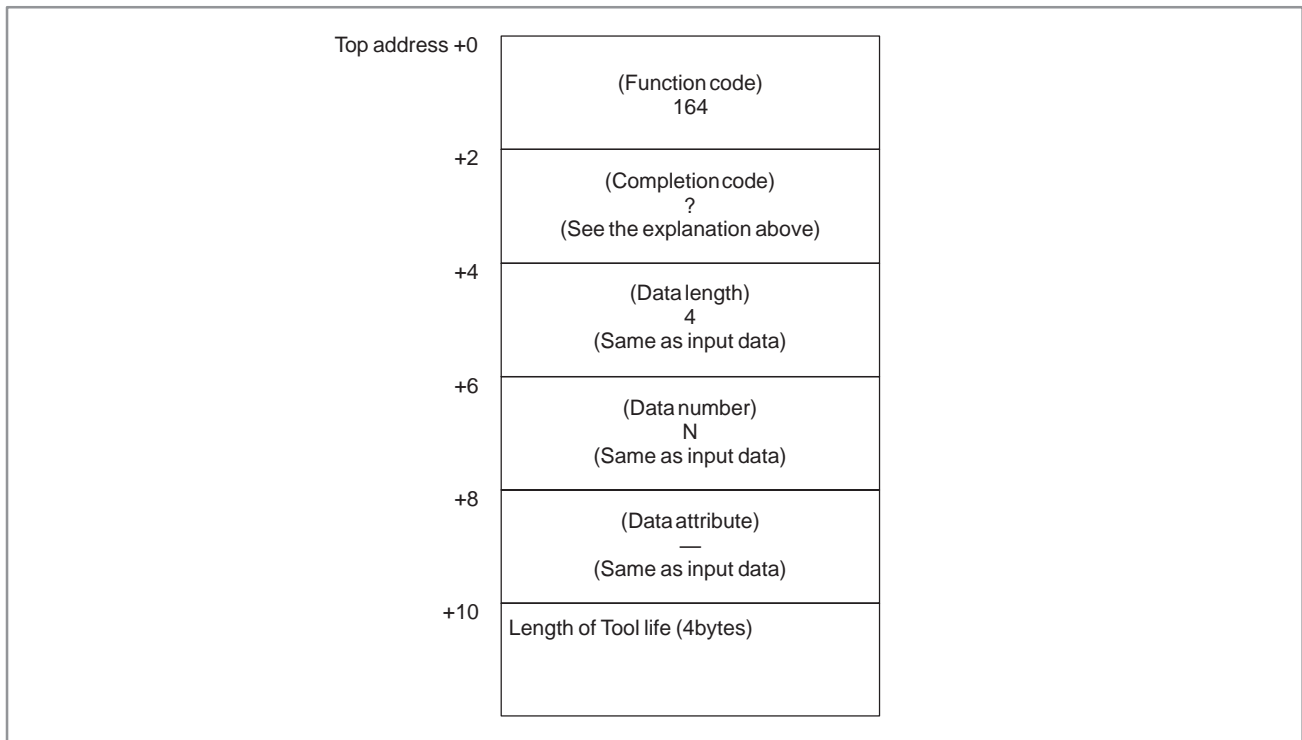 Top address +0
(Function code)
164
+2
(Completion code)
?
(See the explanation above)
+4
(Data length)
4
(Same as input data)
+6
(Data number)
N
(Same as input data)
+8
(Data attribute)
—
(Same as input data)
+10
Length of Tool life (4bytes)